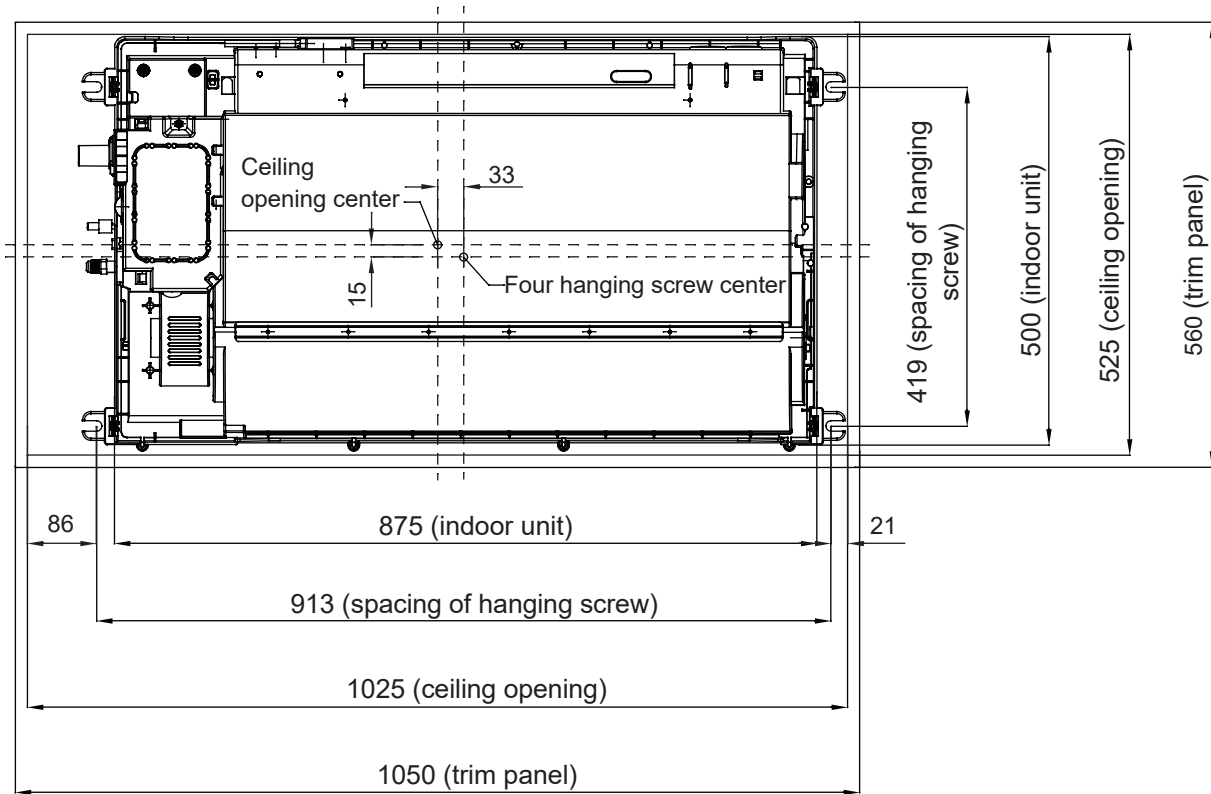 Ceiling
opening center
33
15
Four hanging screw center
419 (spacing of hanging
screw)
500 (indoor unit)
525 (ceiling opening)
560 (trim panel)
86
875 (indoor unit)
21
913 (spacing of hanging screw)
1025 (ceiling opening)
1050 (trim panel)